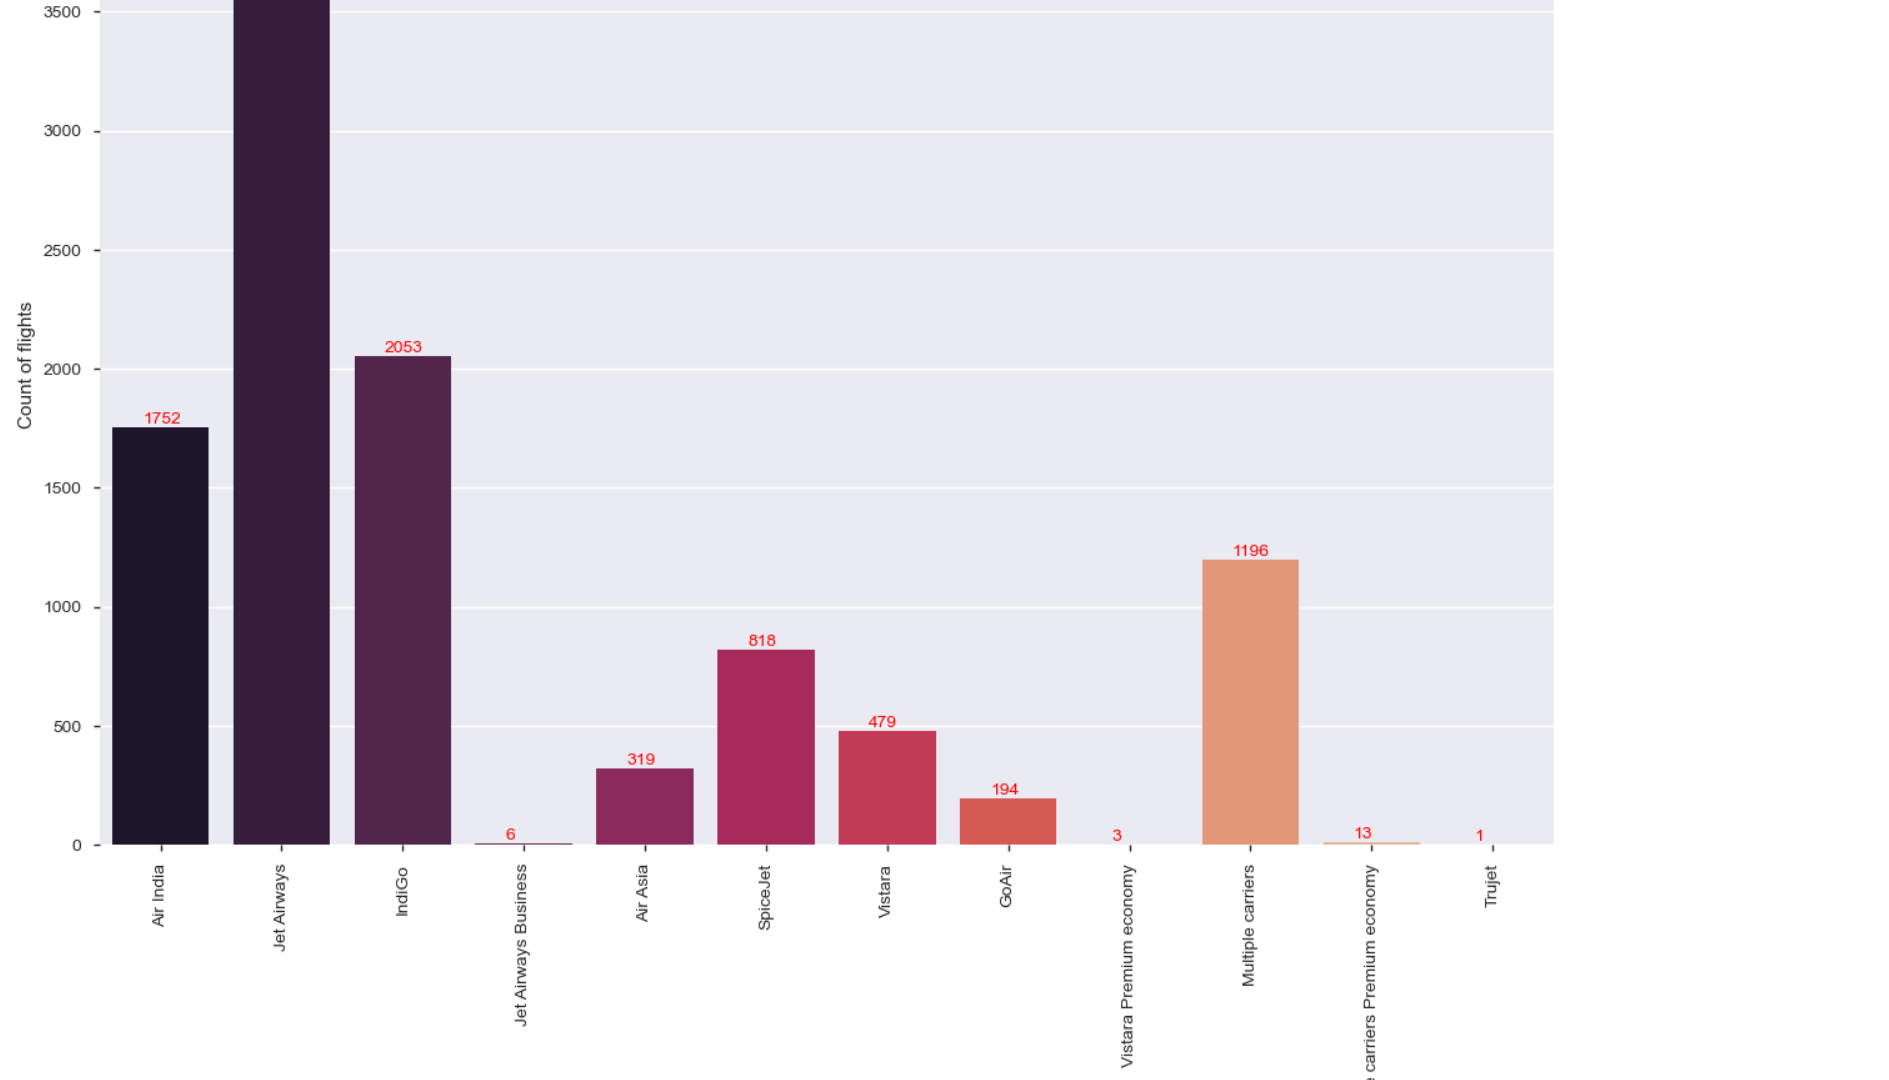 3500
3000
2500
2000
1500
1000
500
0
Count of flights
1752
2053
6
319
818
479
194
3
1196
13
1
Air India
Jet Airways
IndiGo
Jet Airways Business
Air Asia
SpiceJet
Vistara
GoAir
Vistara Premium economy
Multiple carriers
e carriers Premium economy
Trujet